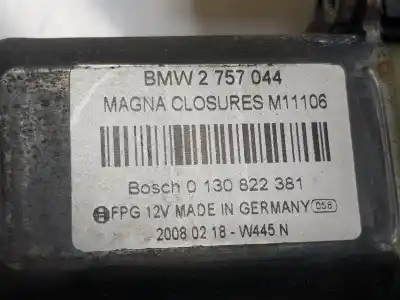 BMW 2 757 044
MAGNA CLOSURES M11106
Bosch 0 130 822 381
FPG 12V MADE IN GERMANY 058
2008 02 18 - W445 N